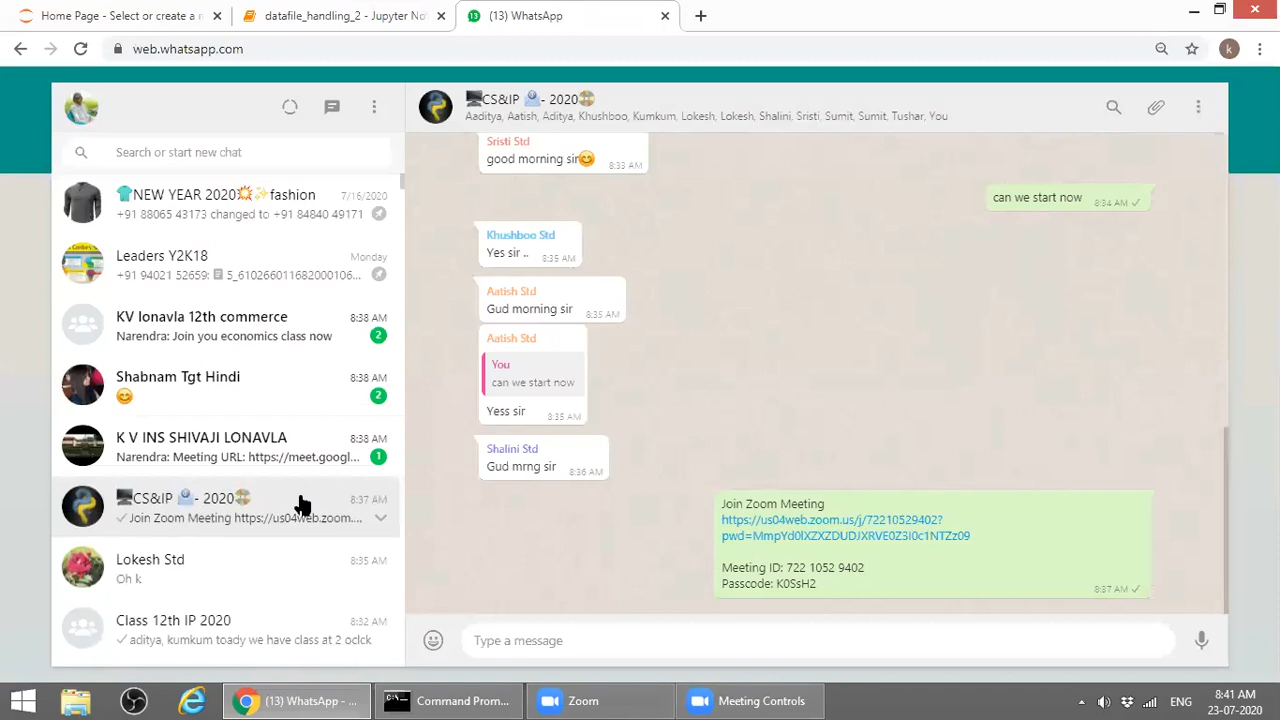 Home Page - Select or create a n
datafile_handling_2 - Jupyter Note
(13) WhatsApp
web.whatsapp.com
k
Search or start new chat
NEW YEAR 2020💥✨fashion
7/16/2020
+91 88065 43173 changed to +91 84840 49171
Leaders Y2K18
Monday
+91 94021 52659: 5_610266011682000106...
KV lonavla 12th commerce
8:38 AM
Narendra: Join you economics class now
2
Shabnam Tgt Hindi
8:38 AM
😊
2
K V INS SHIVAJI LONAVLA
8:38 AM
Narendra: Meeting URL: https://meet.googl...
1
CS&IP - 2020
8:37 AM
Join Zoom Meeting https://us04web.zoom....
Lokesh Std
8:35 AM
Oh k
Class 12th IP 2020
8:32 AM
aditya, kumkum toady we have class at 2 oclck
CS&IP - 2020
Aaditya, Aatish, Aditya, Khushboo, Kumkum, Lokesh, Lokesh, Shalini, Sristi, Sumit, Sumit, Tushar, You
Sristi Std
good morning sir😊
8:33 AM
can we start now
8:34 AM
Khushboo Std
Yes sir ..
8:35 AM
Aatish Std
Gud morning sir
8:35 AM
Aatish Std
You
can we start now
Yess sir
8:35 AM
Shalini Std
Gud mrng sir
8:36 AM
Join Zoom Meeting
https://us04web.zoom.us/j/72210529402?
pwd=MmpYd0lXZXZDUDJXRVE0Z3I0c1NTZz09
Meeting ID: 722 1052 9402
Passcode: K0SsH2
8:37 AM
Type a message
(13) WhatsApp - ...
Command Prom...
Zoom
Meeting Controls
ENG
8:41 AM
23-07-2020